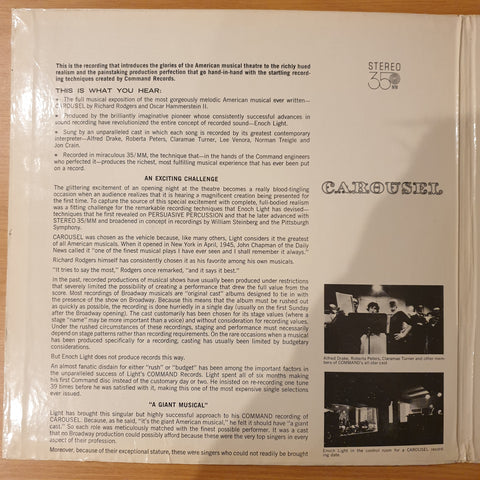 This is the recording that introduces the glories of the American musical theatre to the richly hued
realism and the painstaking production perfection that go hand-in-hand with the startling record-
ing techniques created by Command Records.
THIS IS WHAT YOU HEAR:
• The full musical exposition of the most gorgeously melodic American musical ever written—
CAROUSEL by Richard Rodgers and Oscar Hammerstein II.
• Produced by the brilliantly imaginative pioneer whose consistently successful advances in
sound recording have revolutionized the entire concept of recorded sound—Enoch Light.
• Sung by an unparalleled cast in which each song is recorded by its greatest contemporary
interpreter—Alfred Drake, Roberta Peters, Claramae Turner, Lee Venora, Norman Treigle and
Jon Crain.
• Recorded in miraculous 35/MM, the technique that—in the hands of the Command engineers
who perfected it—produces the richest, most fulfilling musical experience that has ever been put
on a record.
AN EXCITING CHALLENGE
The glittering excitement of an opening night at the theatre becomes a really blood-tingling
occasion when an audience realizes that it is hearing a magnificent creation being presented for
the first time. To capture the source of this special excitement with complete, full-bodied realism
was a fitting challenge for the remarkable recording techniques that Enoch Light has devised—
techniques that he first revealed on PERSUASIVE PERCUSSION and that he later advanced with
STEREO 35/MM and broadened in concept in recordings by William Steinberg and the Pittsburgh
Symphony.
CAROUSEL was chosen as the vehicle because, like many others, Light considers it the greatest
of all American musicals. When it opened in New York in April, 1945, John Chapman of the Daily
News called it "one of the finest musical plays I have ever seen and I shall remember it always."
Richard Rodgers himself has consistently chosen it as his favorite among his own musicals.
"It tries to say the most," Rodgers once remarked, "and it says it best."
In the past, recorded productions of musical shows have usually been produced under restrictions
that severely limited the possibility of creating a performance that drew the full value from the
score. Most recordings of Broadway musicals are "original cast" albums designed to be in with
the presence of the show on Broadway. Because this means that the album must be rushed out
as quickly as possible, the recording is done hurriedly in a single day (usually on the first Sunday
after the Broadway opening). The cast customarily has been chosen for its stage values (where a
stage "name" may be more important than a voice) and without consideration for recording values.
Under the rushed circumstances of these recordings, staging and performance must necessarily
depend on stage patterns rather than recording requirements. On the rare occasions when a musical
has been produced specifically for a recording, casting has usually been limited by budgetary
considerations.
But Enoch Light does not produce records this way.
An almost fanatic disdain for either "rush" or "budget" has been among the important factors in
the unparalleled success of Light's COMMAND Records. Light spent all of six months making
his first Command disc instead of the customary day or two. He insisted on re-recording one tune
39 times before he was satisfied with it, making this one of the most expensive single selections
ever issued.
"A GIANT MUSICAL"
Light has brought this singular but highly successful approach to his COMMAND recording of
CAROUSEL. Because, as he said, "it's the giant American musical," he felt it should have "a giant
cast." So each role was meticulously matched with the finest possible performer. It was a cast
that no Broadway production could possibly afford because these were the very top singers in every
aspect of their profession.
Moreover, because of their exceptional stature, these were singers who could not readily be brought
STEREO
35
MM
CAROUSEL
Alfred Drake, Roberta Peters, Claramae Turner and other mem-
bers of COMMAND's all-star cast
Enoch Light in the control room for a CAROUSEL record-
ing date.